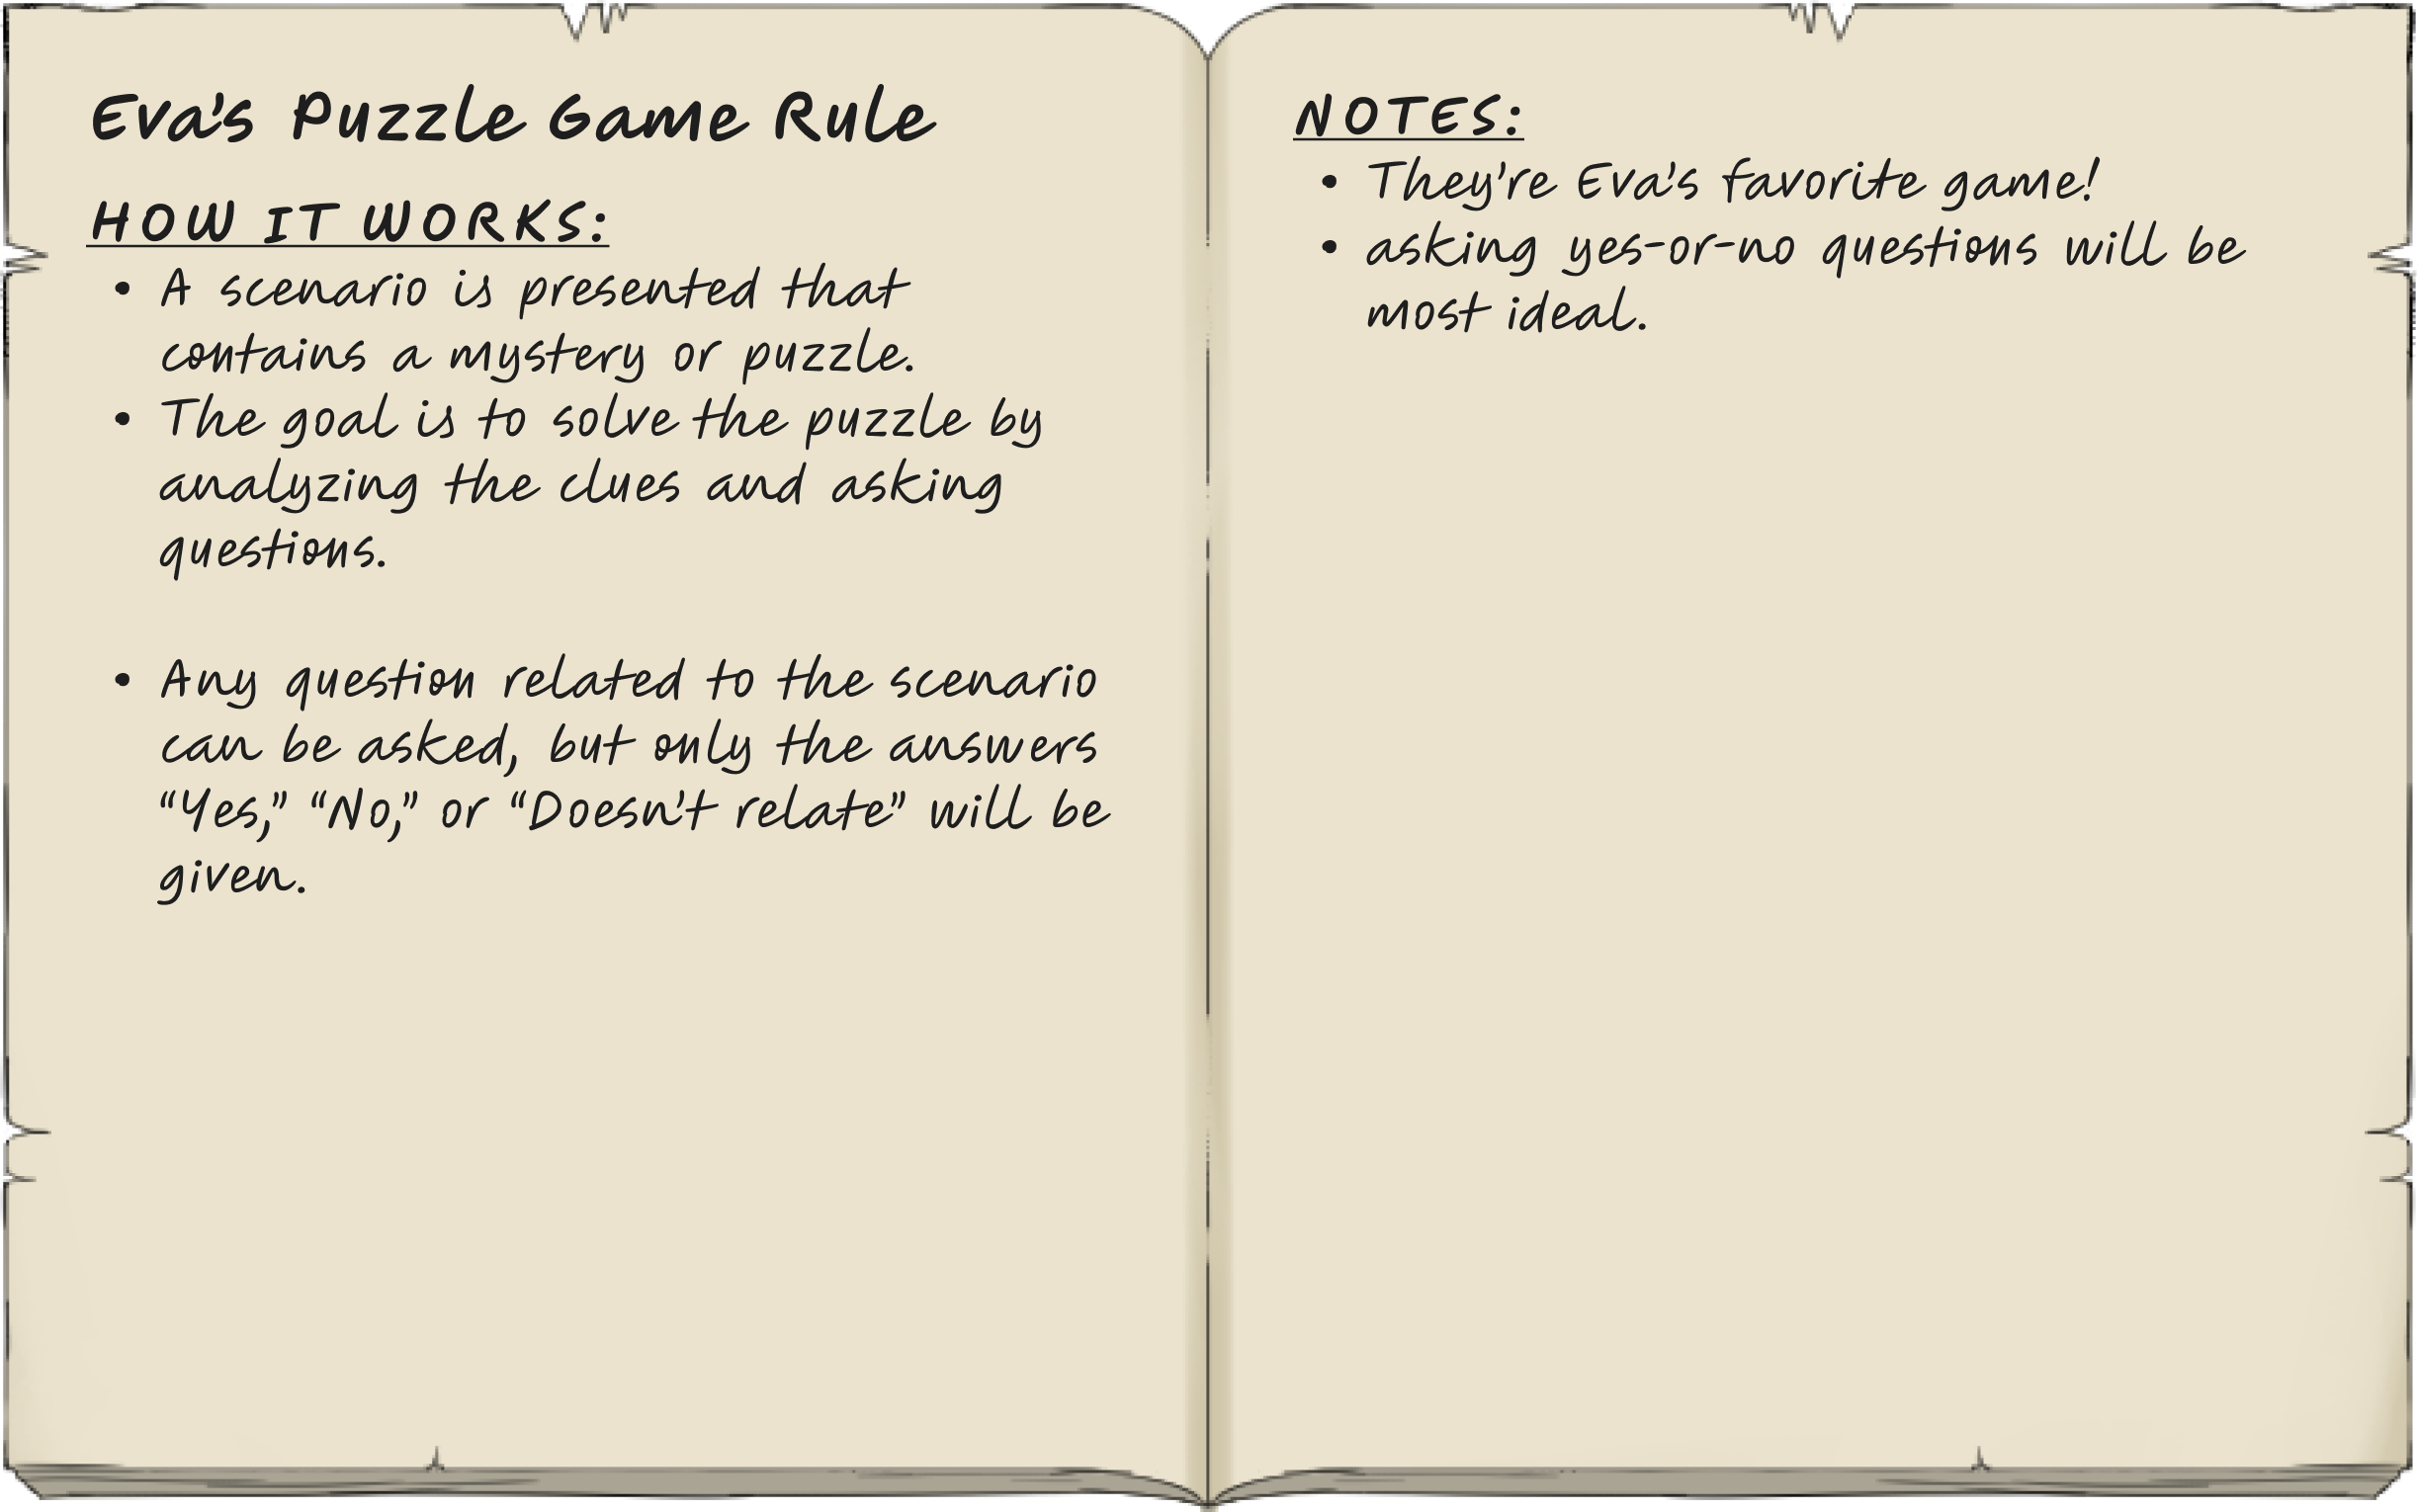 Eva's Puzzle Game Rule
HOW IT WORKS:
• A scenario is presented that
contains a mystery or puzzle.
• The goal is to solve the puzzle by
analyzing the clues and asking
questions.
• Any question related to the scenario
can be asked, but only the answers
“Yes,” “No,” or “Doesn't relate” will be
given.
NOTES:
• They're Eva's favorite game!
• asking yes-or-no questions will be
most ideal.